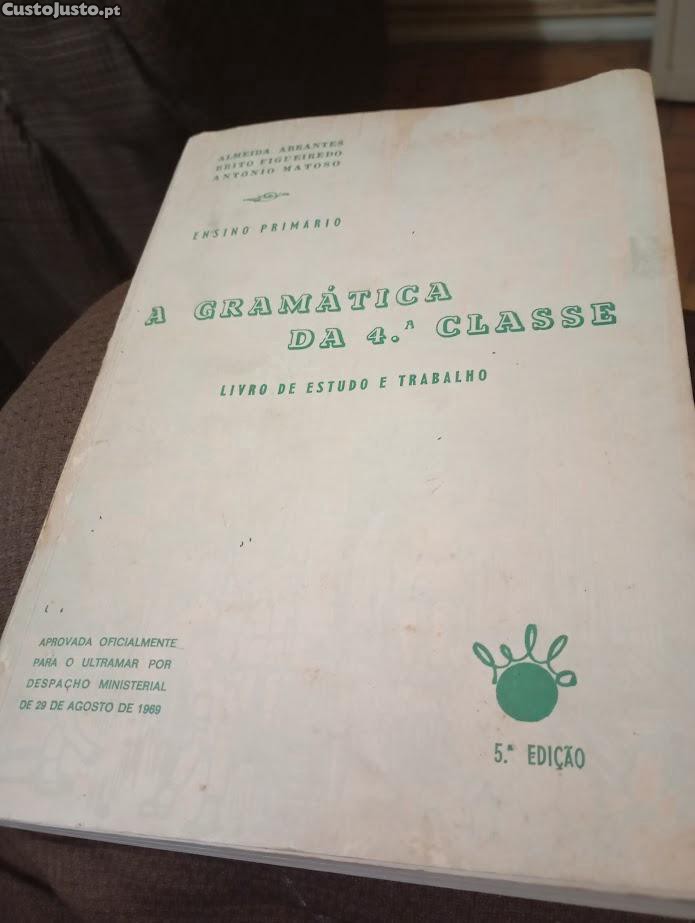 CustoJusto.pt
ALMEIDA ABRANTES
BRITO FIGUEIREDO
ANTÓNIO MATOSO
ENSINO PRIMÁRIO
A GRAMÁTICA
DA 4.ª CLASSE
LIVRO DE ESTUDO E TRABALHO
APROVADA OFICIALMENTE
PARA O ULTRAMAR POR
DESPACHO MINISTERIAL
DE 29 DE AGOSTO DE 1969
5.ª EDIÇÃO